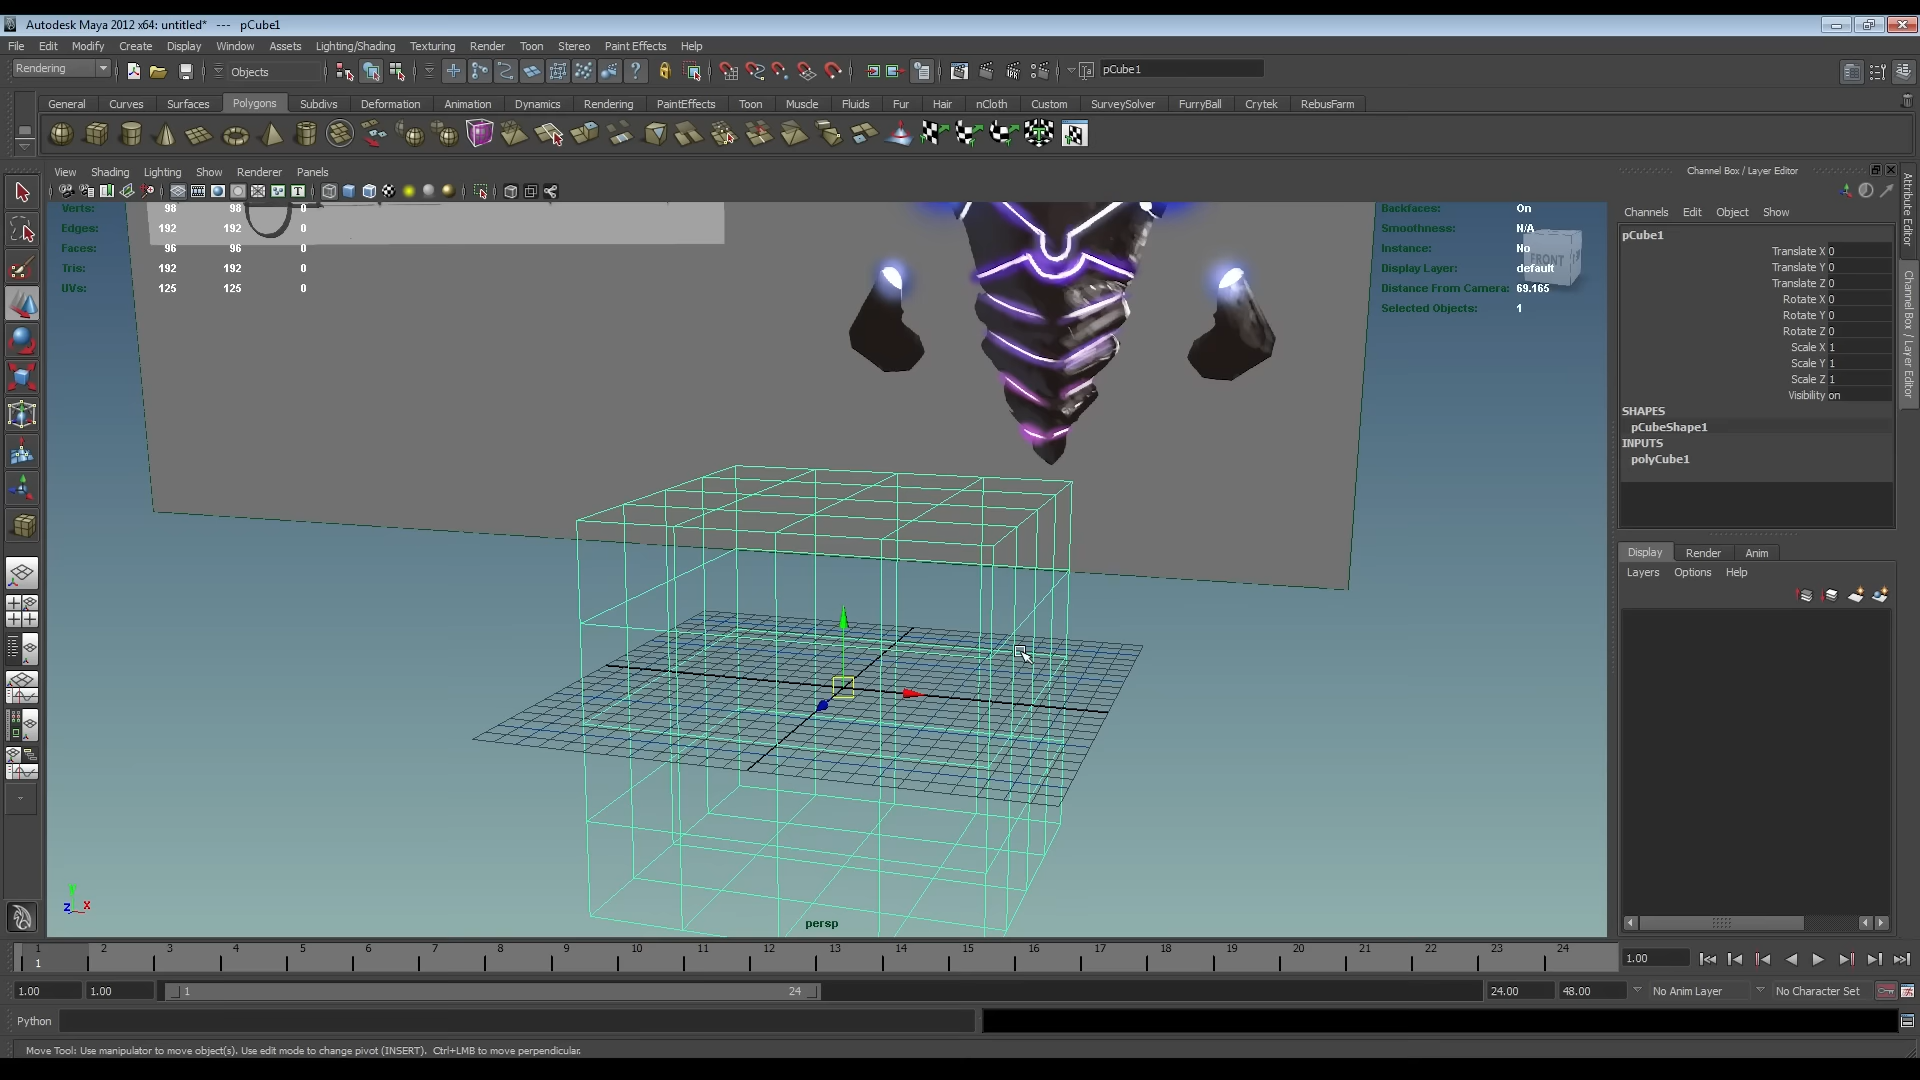 Autodesk Maya 2012 x64: untitled* --- pCube1
File Edit Modify Create Display Window Assets Lighting/Shading Texturing Render Toon Stereo Paint Effects Muscle Help
Rendering Objects pCube1
General Curves Surfaces Polygons Subdivs Deformation Animation Dynamics Rendering PaintEffects Toon Muscle Fluids Fur Hair nCloth Custom SurveySolver FurryBall Crytek RebusFarm
View Shading Lighting Show Renderer Panels
Verts: 98 98 0
Edges: 192 192 0
Faces: 96 96 0
Tris: 192 192 0
UVs: 125 125 0
Backfaces: On
Smoothness: N/A
Instance: No
Display Layer: default
Distance From Camera: 69.165
Selected Objects: 1
FRONT
persp
Z X
Channel Box / Layer Editor
Channels Edit Object Show
pCube1
Translate X 0
Translate Y 0
Translate Z 0
Rotate X 0
Rotate Y 0
Rotate Z 0
Scale X 1
Scale Y 1
Scale Z 1
Visibility on
SHAPES
pCubeShape1
INPUTS
polyCube1
Display Render Anim
Layers Options Help
Attribute Editor
Channel Box / Layer Editor
1 2 3 4 5 6 7 8 9 10 11 12 13 14 15 16 17 18 19 20 21 22 23 24
1
1.00
1.00 1.00 1 24 24.00 48.00 No Anim Layer No Character Set
Python
Move Tool: Use manipulator to move object(s). Use edit mode to change pivot (INSERT). Ctrl+LMB to move perpendicular.